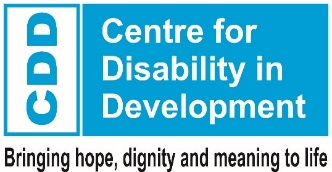 CDD
Centre for
Disability in
Development
Bringing hope, dignity and meaning to life